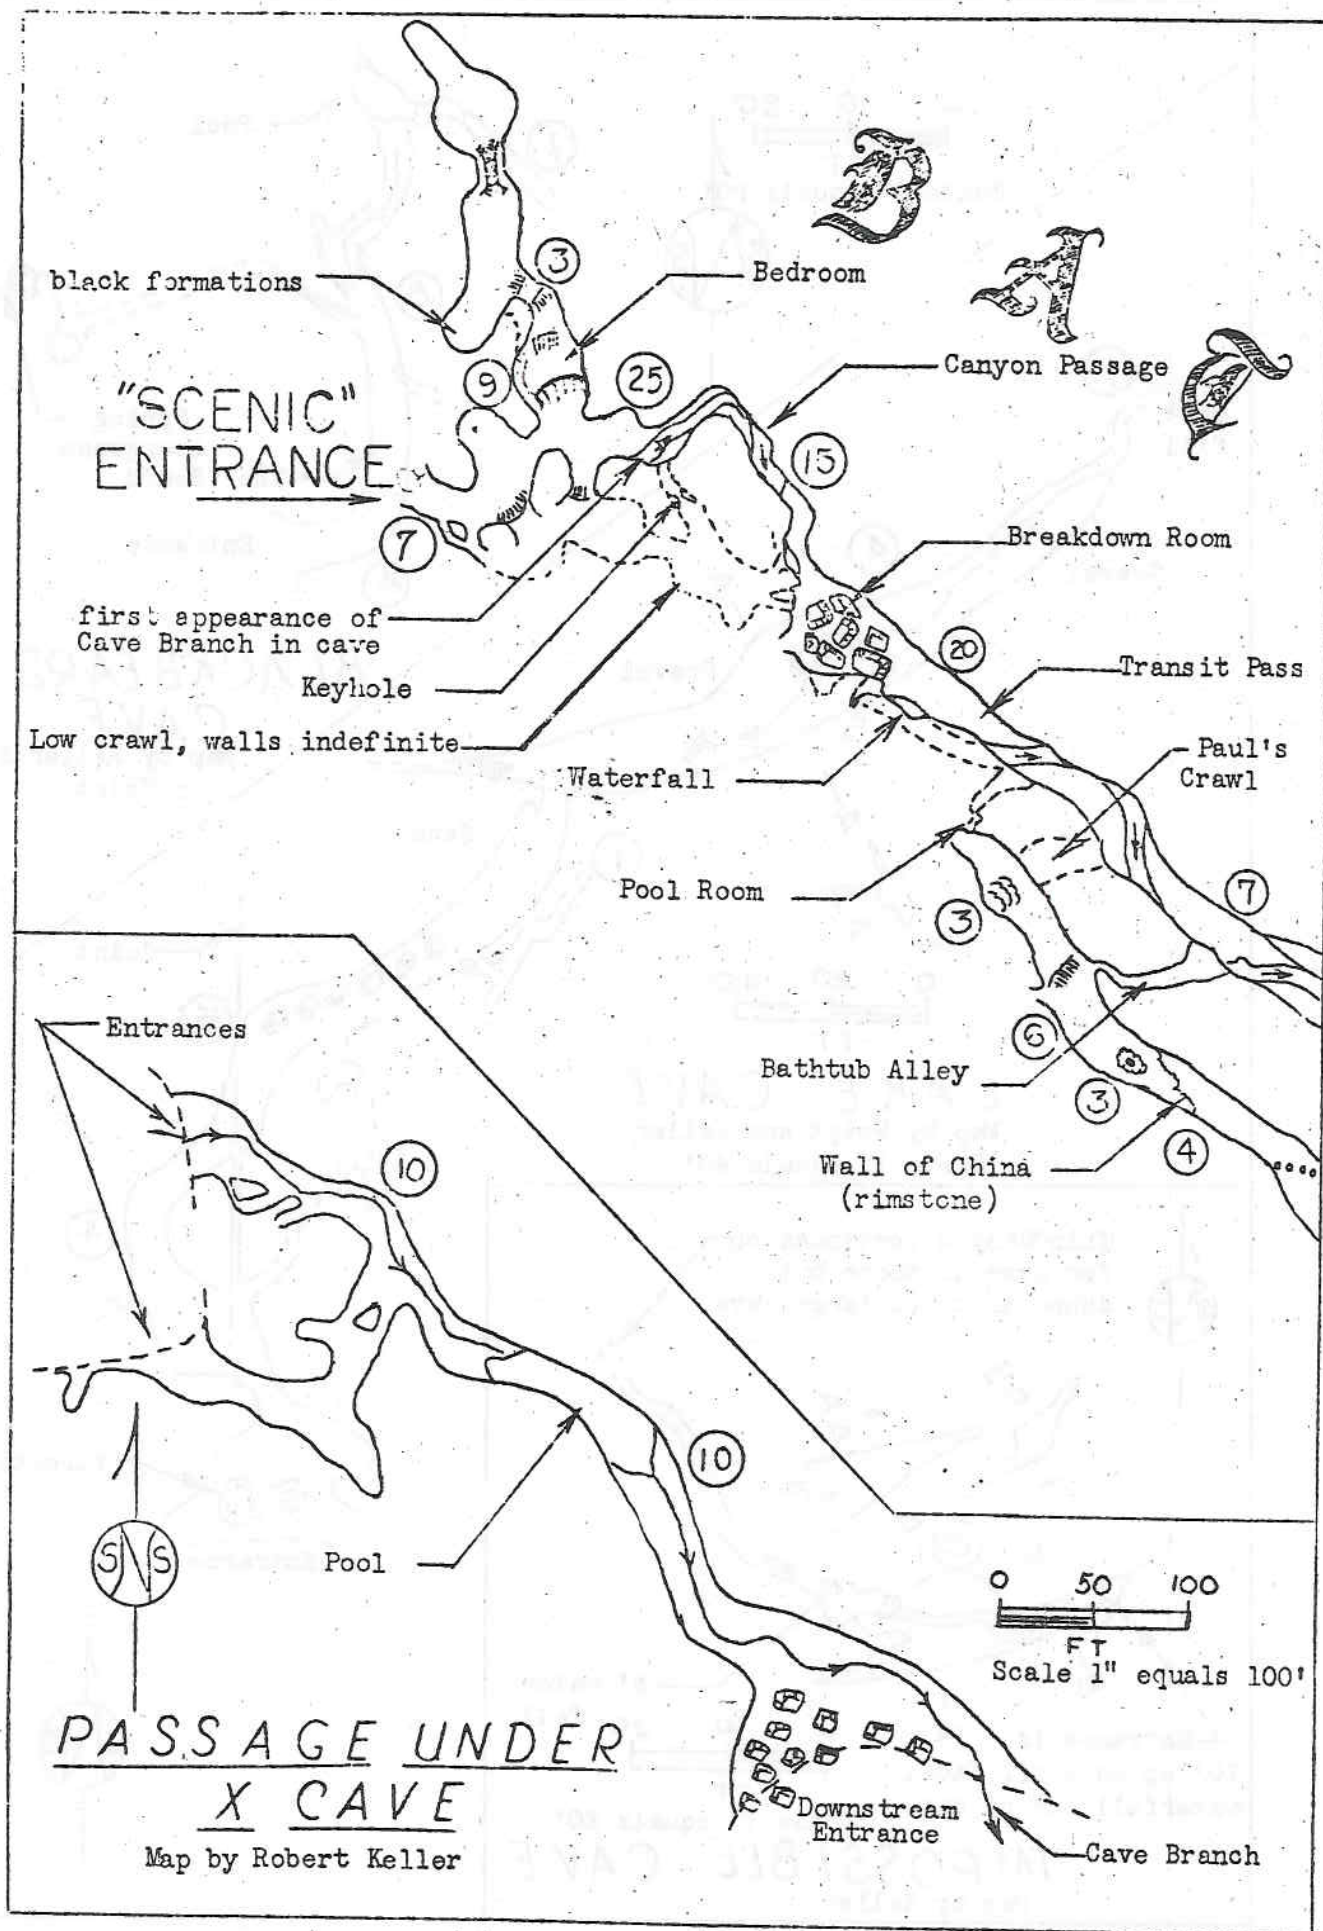 B
A
T
3
black formations
Bedroom
9
25
Canyon Passage
"SCENIC"
ENTRANCE
15
7
Breakdown Room
first appearance of
Cave Branch in cave
20
Transit Pass
Keyhole
Low crawl, walls indefinite
Paul's
Crawl
Waterfall
Pool Room
7
3
Entrances
6
Bathtub Alley
3
4
Wall of China
(rimstone)
10
10
S N S
Pool
0 50 100
FT
Scale 1" equals 100'
PASSAGE UNDER
X CAVE
Map by Robert Keller
Downstream
Entrance
Cave Branch